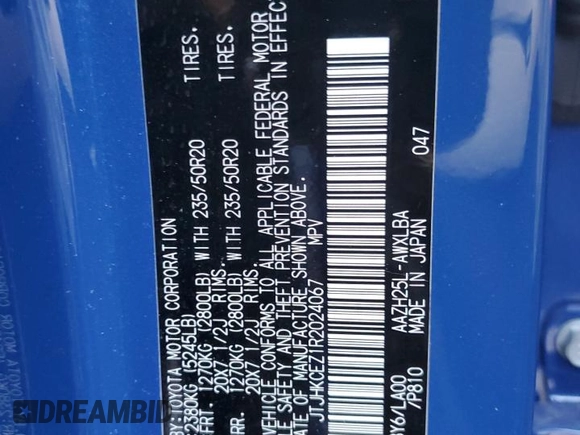 BY:TOYOTA MOTOR CORPORATION
2380KG (5245LB)
FRT. 1270KG (2800LB) WITH 235/50R20 TIRES.
20X7 1/2J RIMS.
RR. 1270KG (2800LB) WITH 235/50R20 TIRES.
20X7 1/2J RIMS.
VEHICLE CONFORMS TO ALL APPLICABLE FEDERAL MOTOR
SAFETY AND THEFT PREVENTION STANDARDS IN EFFECT
DATE OF MANUFACTURE SHOWN ABOVE.
JTJHKCEZ1R2024067 MPV
047
Y6/LA00 AAZH25L-AWXLBA
/P810 MADE IN JAPAN
DREAMBID.com